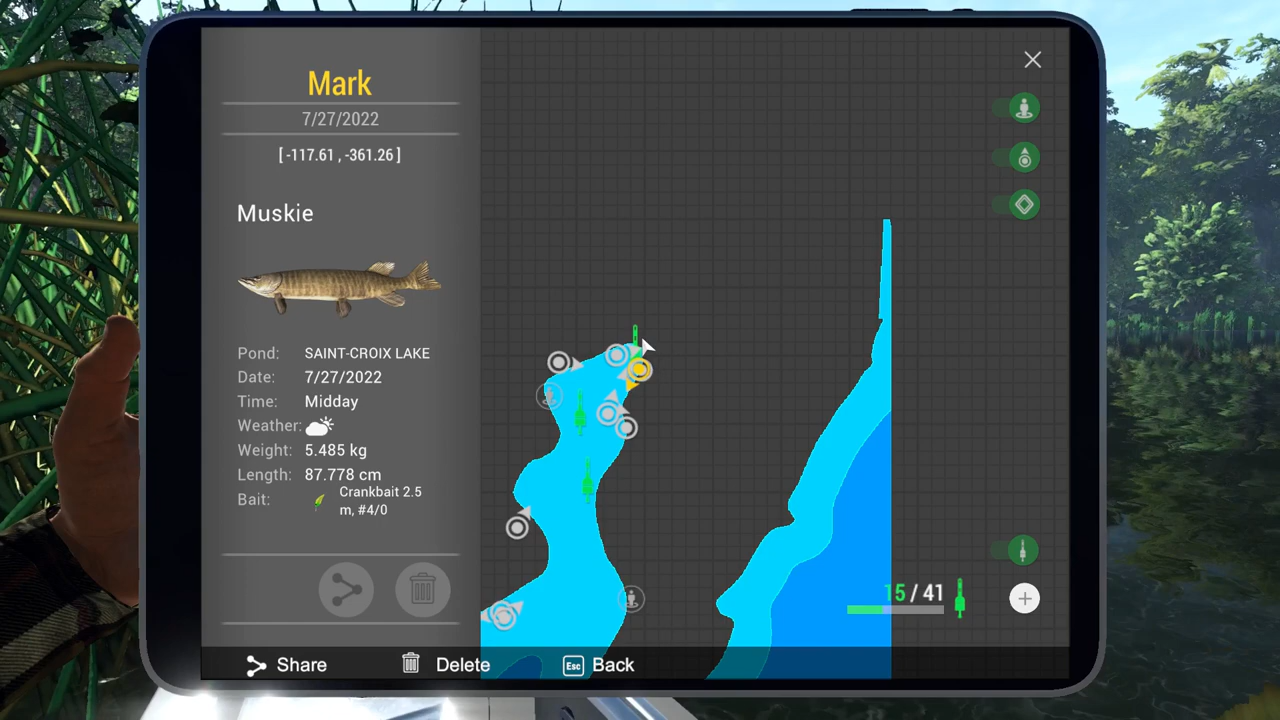 Mark
7/27/2022
[ -117.61 , -361.26 ]
Muskie
Pond: SAINT-CROIX LAKE
Date: 7/27/2022
Time: Midday
Weather:
Weight: 5.485 kg
Length: 87.778 cm
Bait: Crankbait 2.5
m, #4/0
15 / 41
Share
Delete
Esc Back